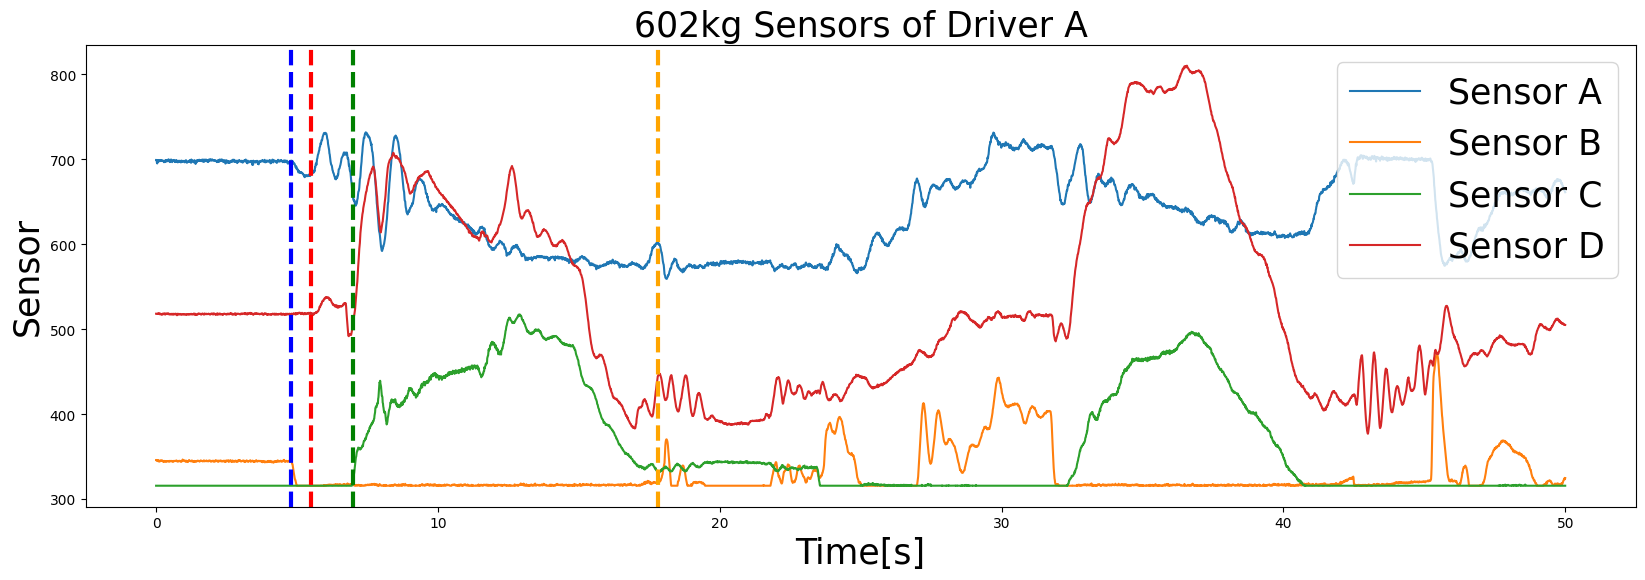 602kg Sensors of Driver A
800
700
600
500
400
300
Sensor
Sensor A
Sensor B
Sensor C
Sensor D
0 10 20 30 40 50
Time[s]